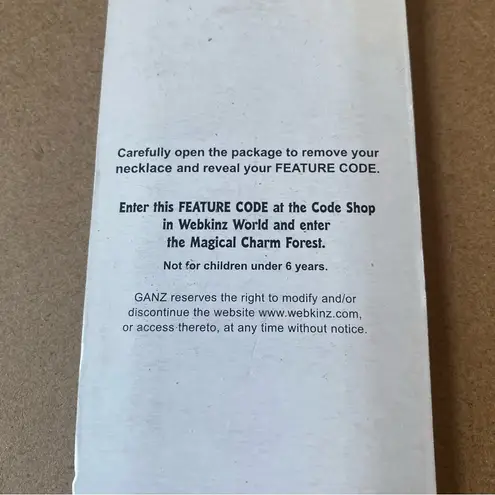 Carefully open the package to remove your
necklace and reveal your FEATURE CODE.
Enter this FEATURE CODE at the Code Shop
in Webkinz World and enter
the Magical Charm Forest.
Not for children under 6 years.
GANZ reserves the right to modify and/or
discontinue the website www.webkinz.com,
or access thereto, at any time without notice.